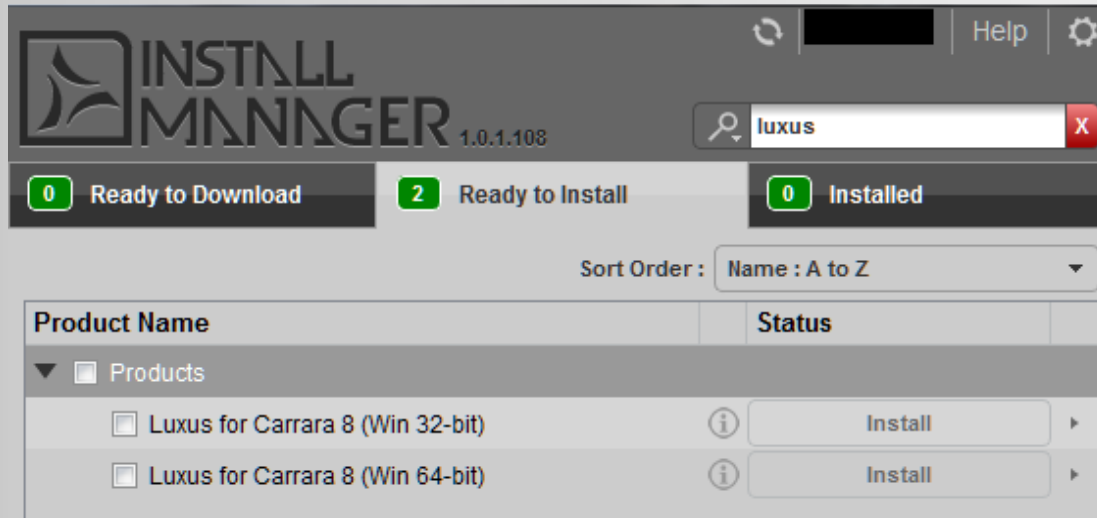 Help
INSTALL
MANAGER 1.0.1.108
luxus
X
0 Ready to Download 2 Ready to Install 0 Installed
Sort Order : Name : A to Z
Product Name Status
Products
Luxus for Carrara 8 (Win 32-bit) i Install
Luxus for Carrara 8 (Win 64-bit) i Install